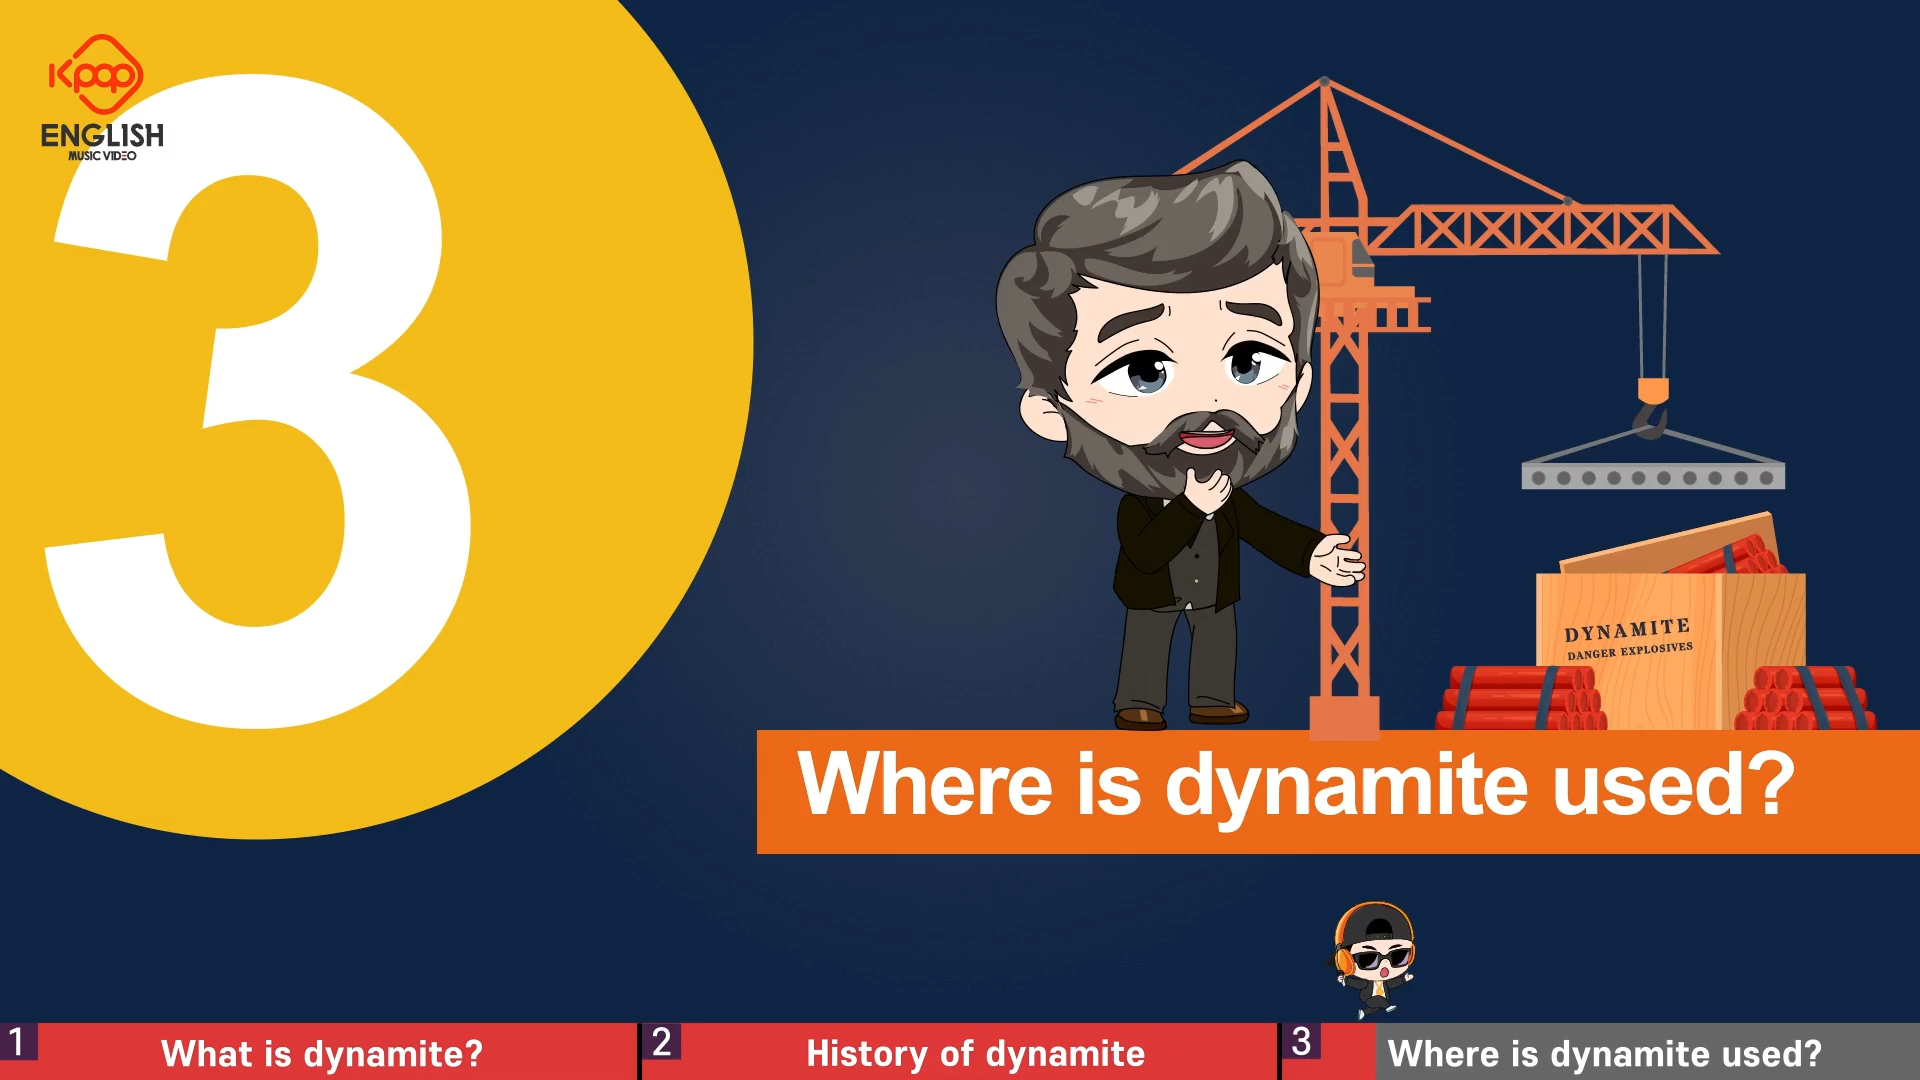 Kpop
ENGLISH
MUSIC VIDEO
3
DYNAMITE
DANGER EXPLOSIVES
Where is dynamite used?
1
What is dynamite?
2
History of dynamite
3
Where is dynamite used?